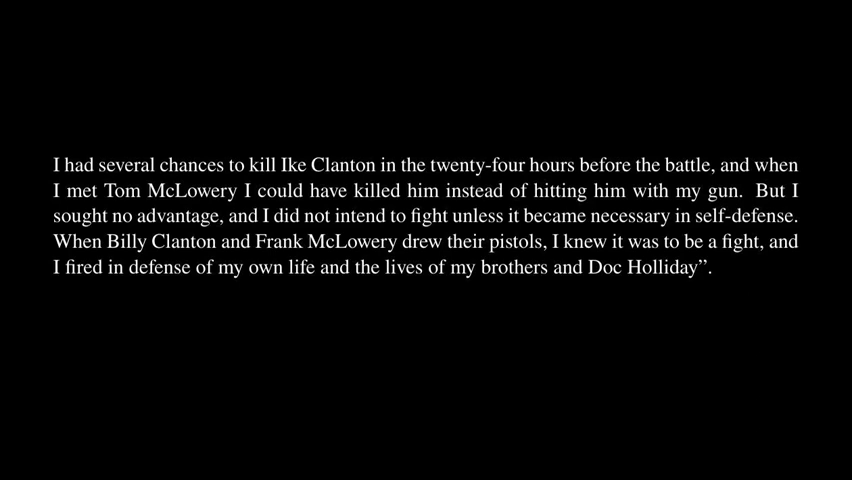 I had several chances to kill Ike Clanton in the twenty-four hours before the battle, and when
I met Tom McLowery I could have killed him instead of hitting him with my gun. But I
sought no advantage, and I did not intend to fight unless it became necessary in self-defense.
When Billy Clanton and Frank McLowery drew their pistols, I knew it was to be a fight, and
I fired in defense of my own life and the lives of my brothers and Doc Holliday”.